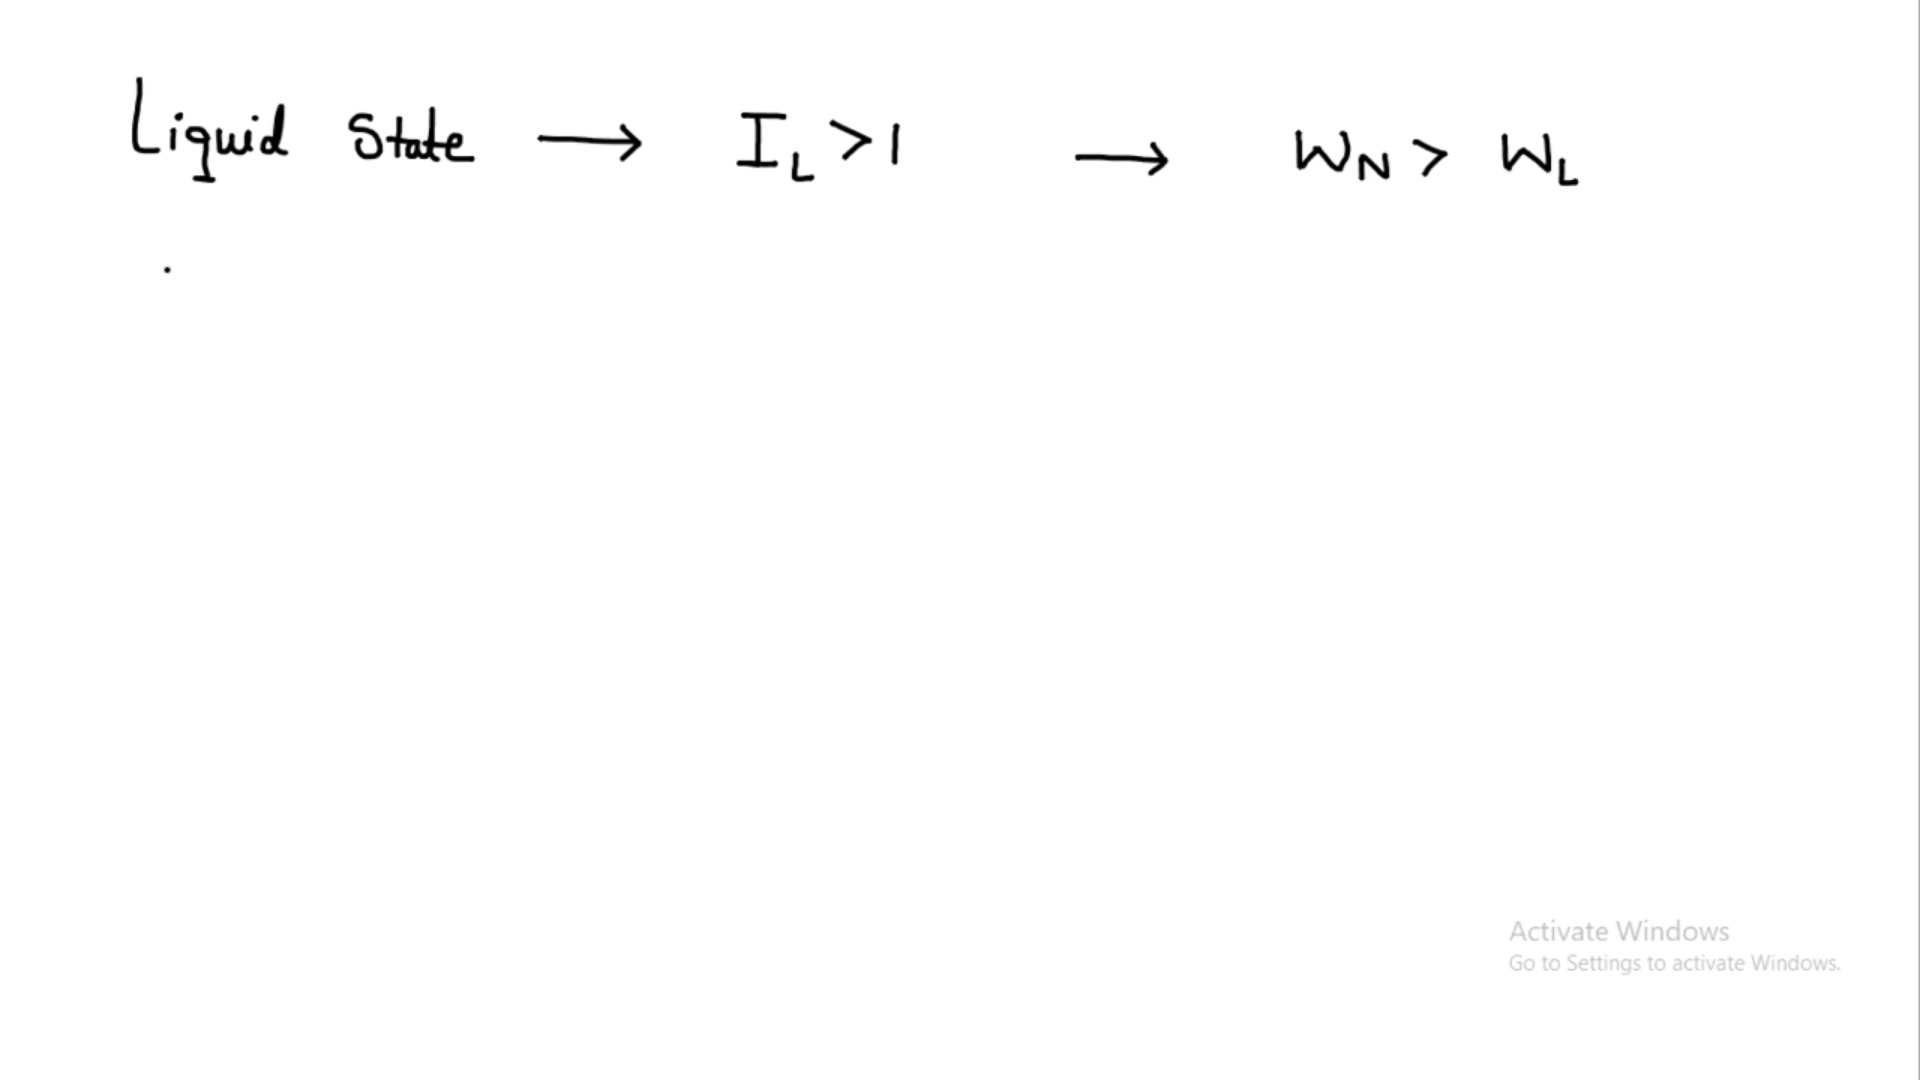 Liquid State → I_L > 1 → W_N > W_L
Activate Windows
Go to Settings to activate Windows.